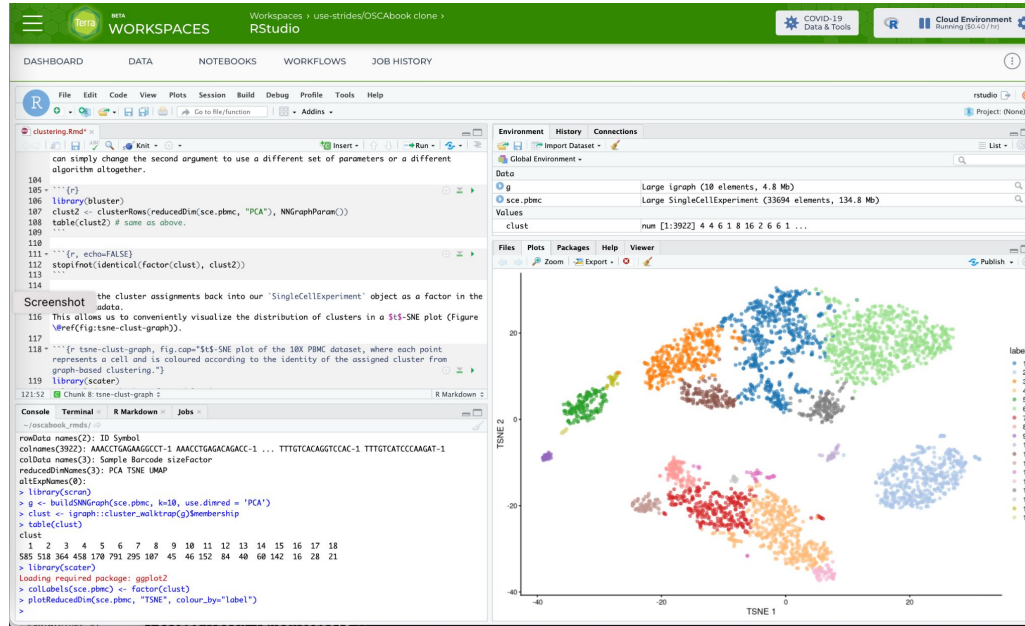 Terra
BETA
WORKSPACES
Workspaces > use-strides/OSCAbook clone >
RStudio
COVID-19
Data & Tools
R
Cloud Environment
Running ($0.40 / hr)
DASHBOARD DATA NOTEBOOKS WORKFLOWS JOB HISTORY
R
File Edit Code View Plots Session Build Debug Profile Tools Help
rstudio
Go to file/function
Addins
Project: (None)
clustering.Rmd*
Knit
Insert
Run
can simply change the second argument to use a different set of parameters or a different
algorithm altogether.
104
105 ```{r}
106 library(bluster)
107 clust2 <- clusterRows(reducedDim(sce.pbmc, "PCA"), NNGraphParam())
108 table(clust2) # same as above.
109 ```
110
111 ```{r, echo=FALSE}
112 stopifnot(identical(factor(clust), clust2))
113 ```
114
Screenshot
the cluster assignments back into our `SingleCellExperiment` object as a factor in the
adata.
116 This allows us to conveniently visualize the distribution of clusters in a $t$-SNE plot (Figure
\@ref(fig:tsne-clust-graph)).
117
118 ```{r tsne-clust-graph, fig.cap="$t$-SNE plot of the 10X PBMC dataset, where each point
represents a cell and is coloured according to the identity of the assigned cluster from
graph-based clustering."}
119 library(scater)
121:52 Chunk 8: tsne-clust-graph R Markdown
Console Terminal R Markdown Jobs
~/oscabook_rmds/
rowData names(2): ID Symbol
colnames(3922): AAACCTGAGAAGGCCT-1 AAACCTGAGACAGACC-1 ... TTTGTCACAGGTCCAC-1 TTTGTCATCCCAAGAT-1
colData names(3): Sample Barcode sizeFactor
reducedDimNames(3): PCA TSNE UMAP
altExpNames(0):
> library(scran)
> g <- buildSNNGraph(sce.pbmc, k=10, use.dimred = 'PCA')
> clust <- igraph::cluster_walktrap(g)$membership
> table(clust)
clust
1 2 3 4 5 6 7 8 9 10 11 12 13 14 15 16 17 18
585 518 364 458 170 791 295 107 45 46 152 84 40 60 142 16 28 21
> library(scater)
Loading required package: ggplot2
> colLabels(sce.pbmc) <- factor(clust)
> plotReducedDim(sce.pbmc, "TSNE", colour_by="label")
>
Environment History Connections
Import Dataset
List
Global Environment
Data
g Large igraph (10 elements, 4.8 Mb)
sce.pbmc Large SingleCellExperiment (33694 elements, 134.8 Mb)
Values
clust num [1:3922] 4 4 6 1 8 16 2 6 6 1 ...
Files Plots Packages Help Viewer
Zoom Export
Publish
TSNE 2
20
0
-20
-40
-40 -20 0 20
TSNE 1
labe